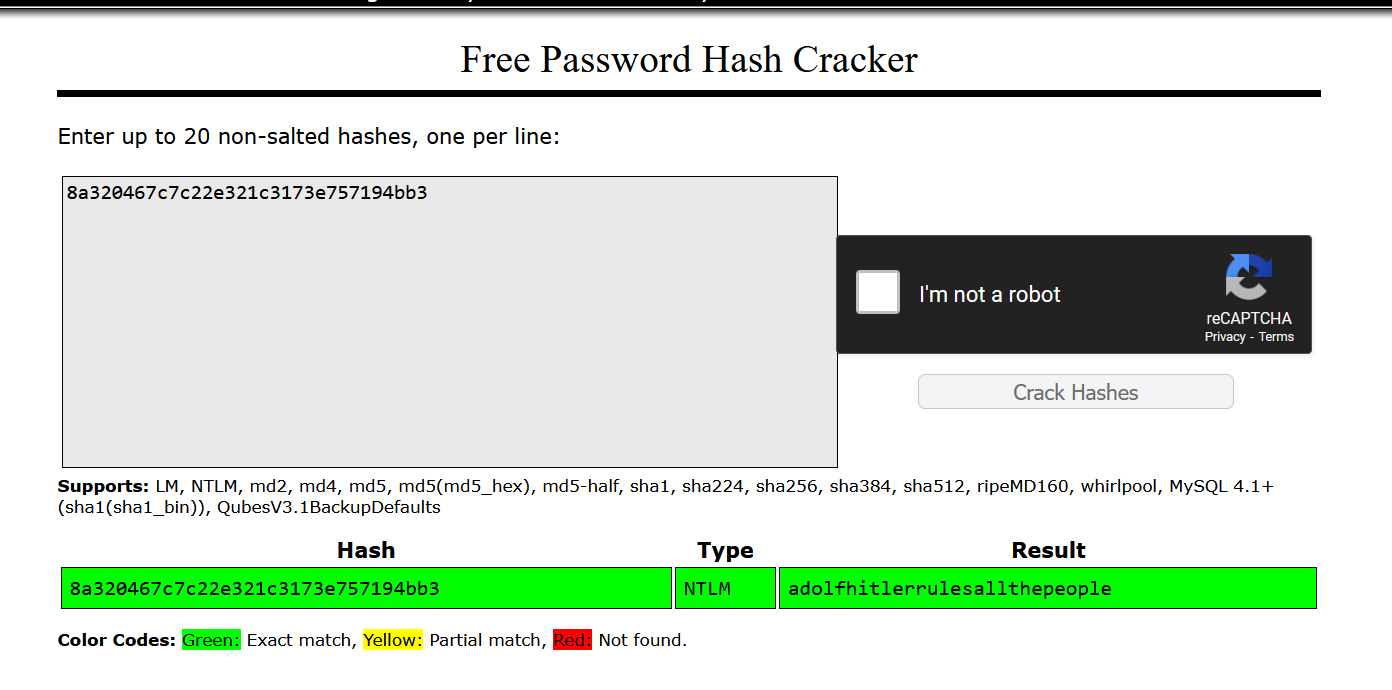 Free Password Hash Cracker
Enter up to 20 non-salted hashes, one per line:
8a320467c7c22e321c3173e757194bb3
I'm not a robot
reCAPTCHA
Privacy - Terms
Crack Hashes
Supports: LM, NTLM, md2, md4, md5, md5(md5_hex), md5-half, sha1, sha224, sha256, sha384, sha512, ripeMD160, whirlpool, MySQL 4.1+
(sha1(sha1_bin)), QubesV3.1BackupDefaults
Hash Type Result
8a320467c7c22e321c3173e757194bb3 NTLM adolfhitlerrulesallthepeople
Color Codes: Green: Exact match, Yellow: Partial match, Red: Not found.